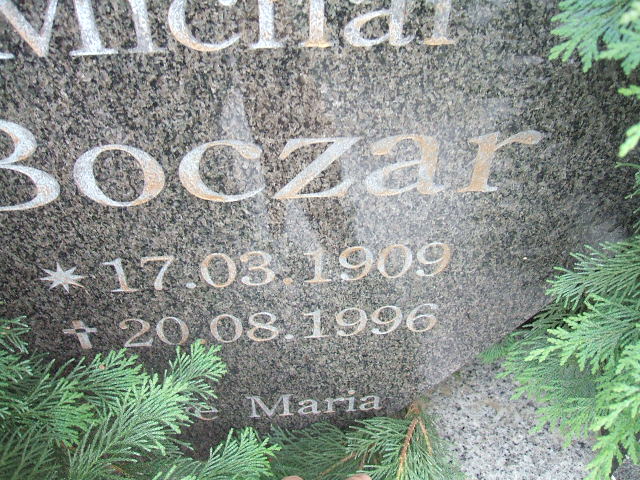 Michał
Boczar
* 17.03.1909
✝ 20.08.1996
Maria